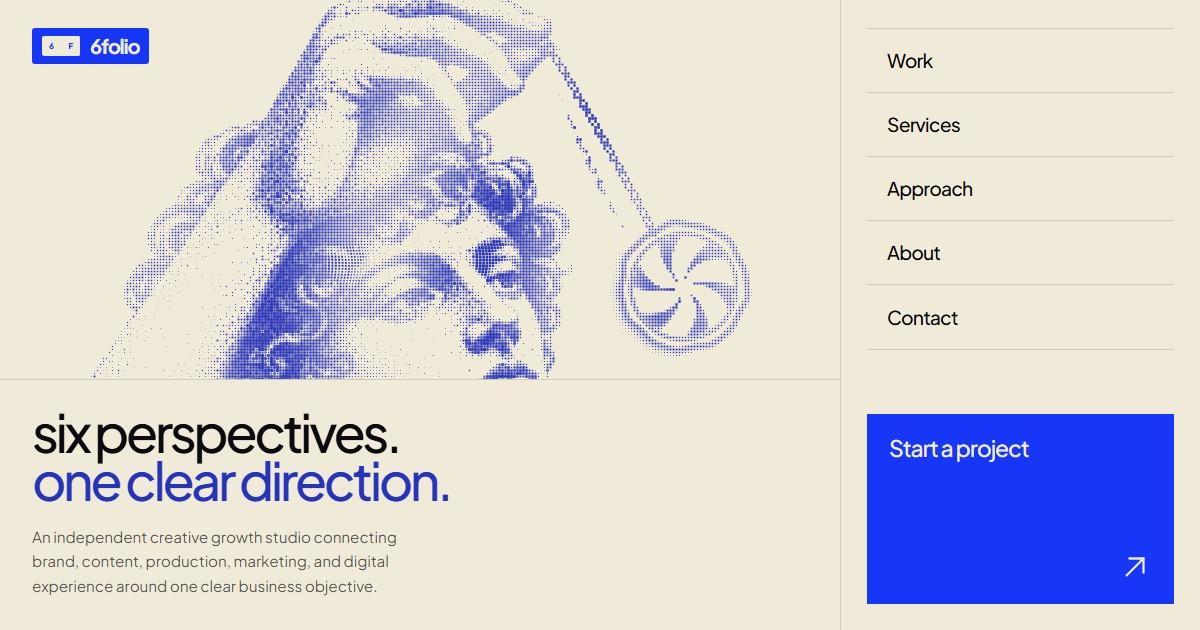 6 F 6folio
Work
Services
Approach
About
Contact
six perspectives.
one clear direction.
An independent creative growth studio connecting
brand, content, production, marketing, and digital
experience around one clear business objective.
Start a project